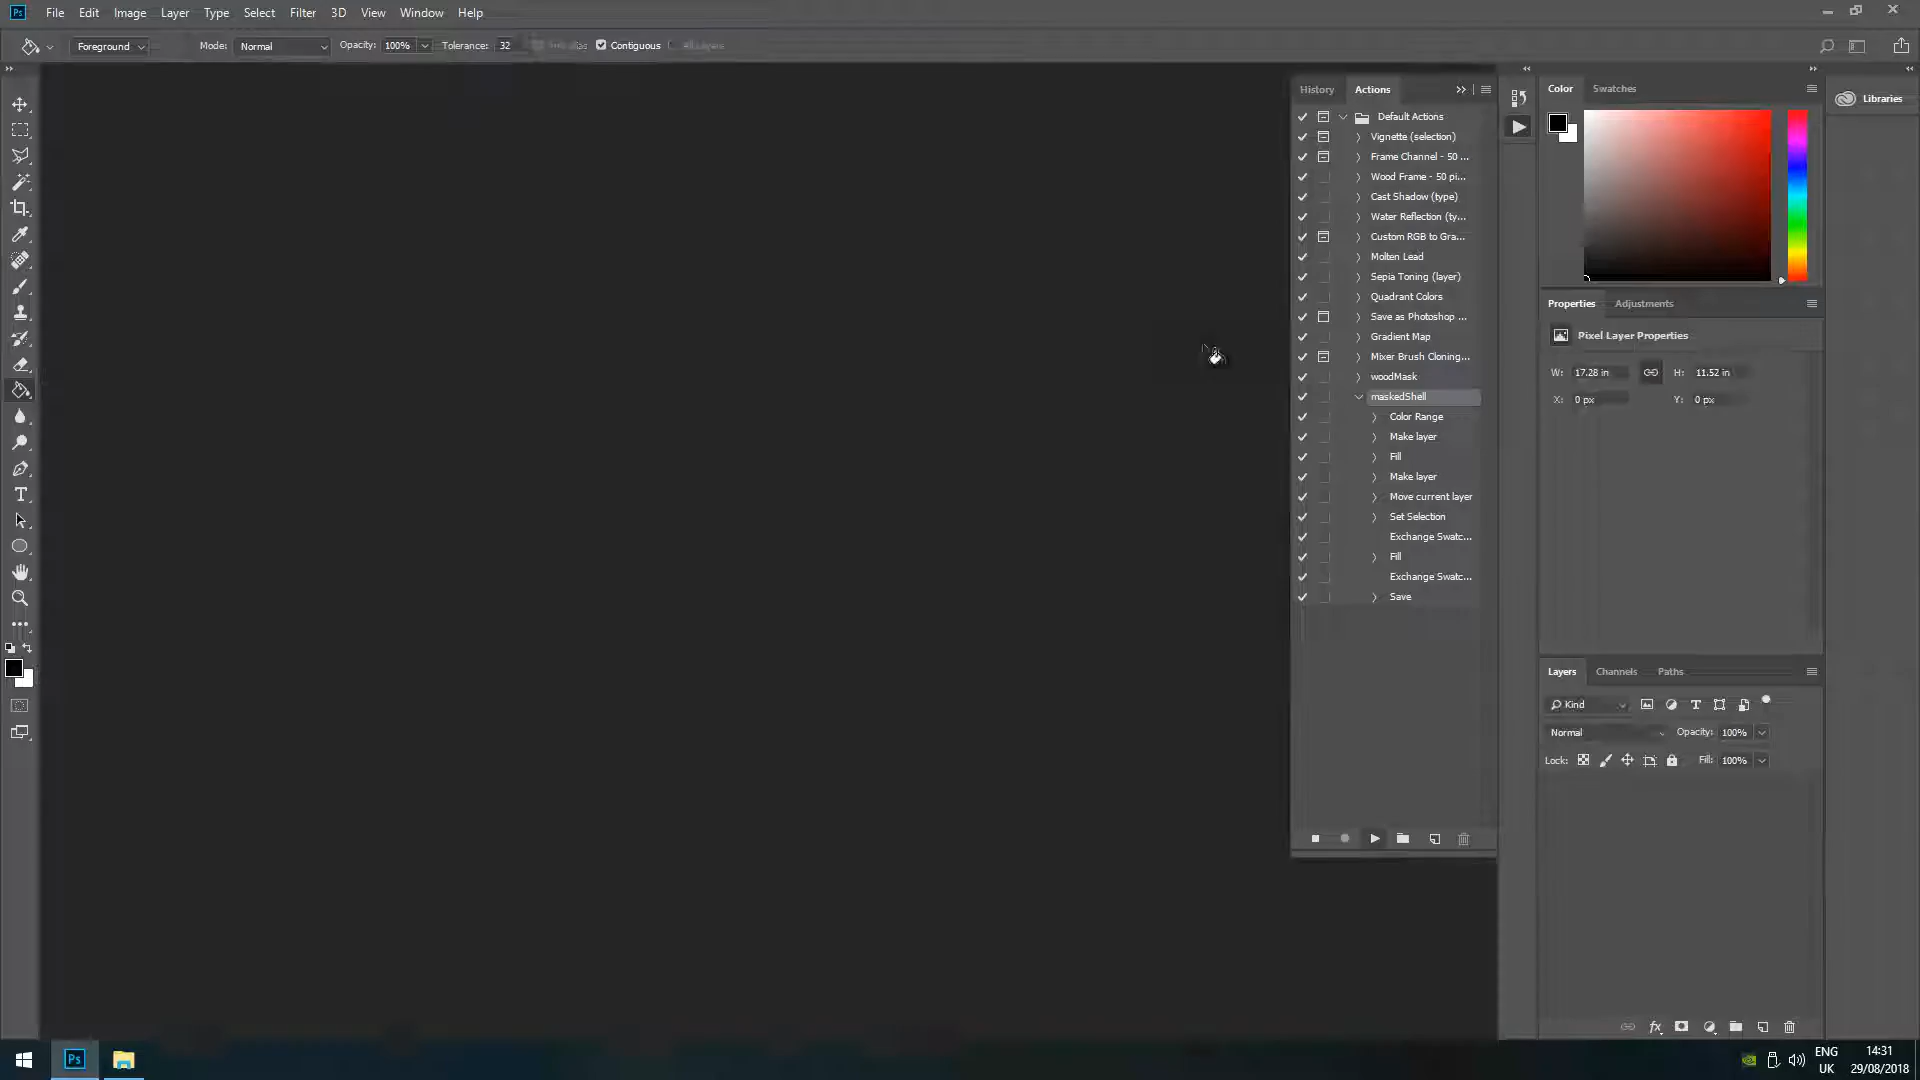 Ps File Edit Image Layer Type Select Filter 3D View Window Help
Foreground Mode: Normal Opacity: 100% Tolerance: 32 Contiguous All Layers
History Actions
Default Actions
Vignette (selection)
Frame Channel - 50 ...
Wood Frame - 50 pi...
Cast Shadow (type)
Water Reflection (ty...
Custom RGB to Gra...
Molten Lead
Sepia Toning (layer)
Quadrant Colors
Save as Photoshop ...
Gradient Map
Mixer Brush Cloning...
woodMask
maskedShell
Color Range
Make layer
Fill
Make layer
Move current layer
Set Selection
Exchange Swatc...
Fill
Exchange Swatc...
Save
Color Swatches
Libraries
Properties Adjustments
Pixel Layer Properties
W: 17.28 in H: 11.52 in
X: 0 px Y: 0 px
Layers Channels Paths
Kind
Normal Opacity: 100%
Lock: Fill: 100%
fx
Ps
ENG
UK
14:31
29/08/2018